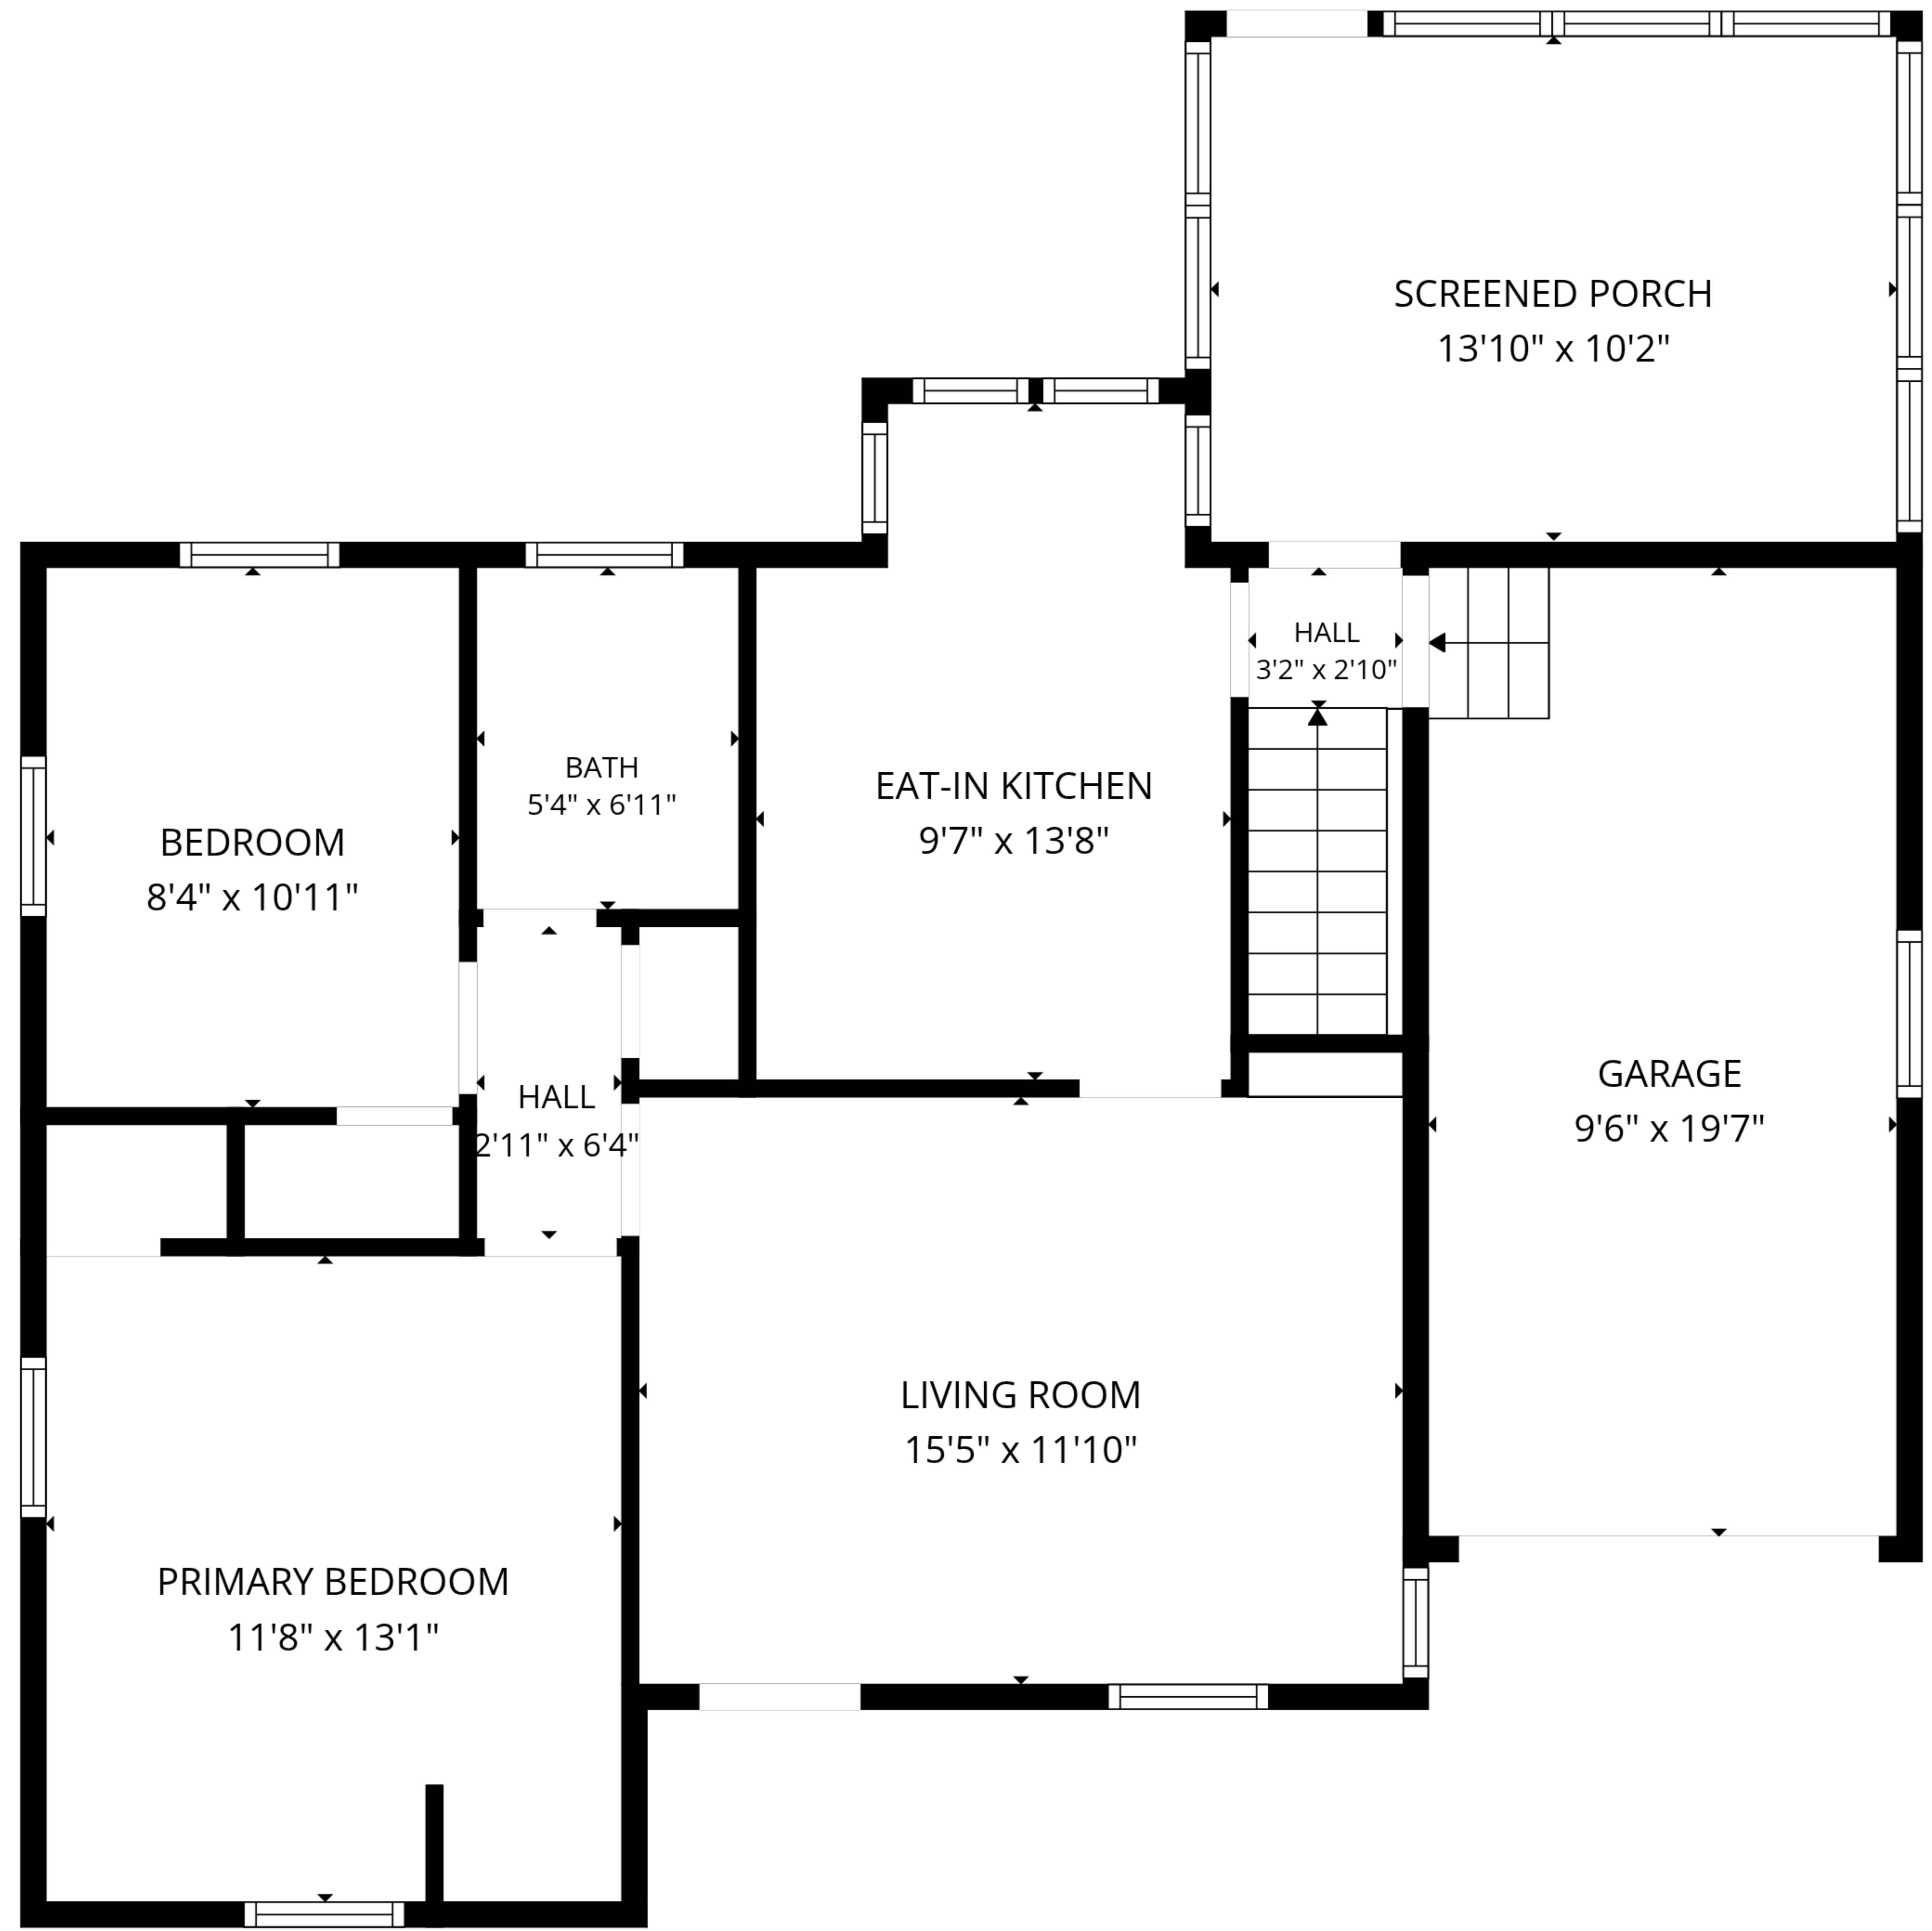 SCREENED PORCH
13'10" x 10'2"
HALL
3'2" x 2'10"
BATH
5'4" x 6'11"
EAT-IN KITCHEN
9'7" x 13'8"
BEDROOM
8'4" x 10'11"
HALL
2'11" x 6'4"
GARAGE
9'6" x 19'7"
LIVING ROOM
15'5" x 11'10"
PRIMARY BEDROOM
11'8" x 13'1"